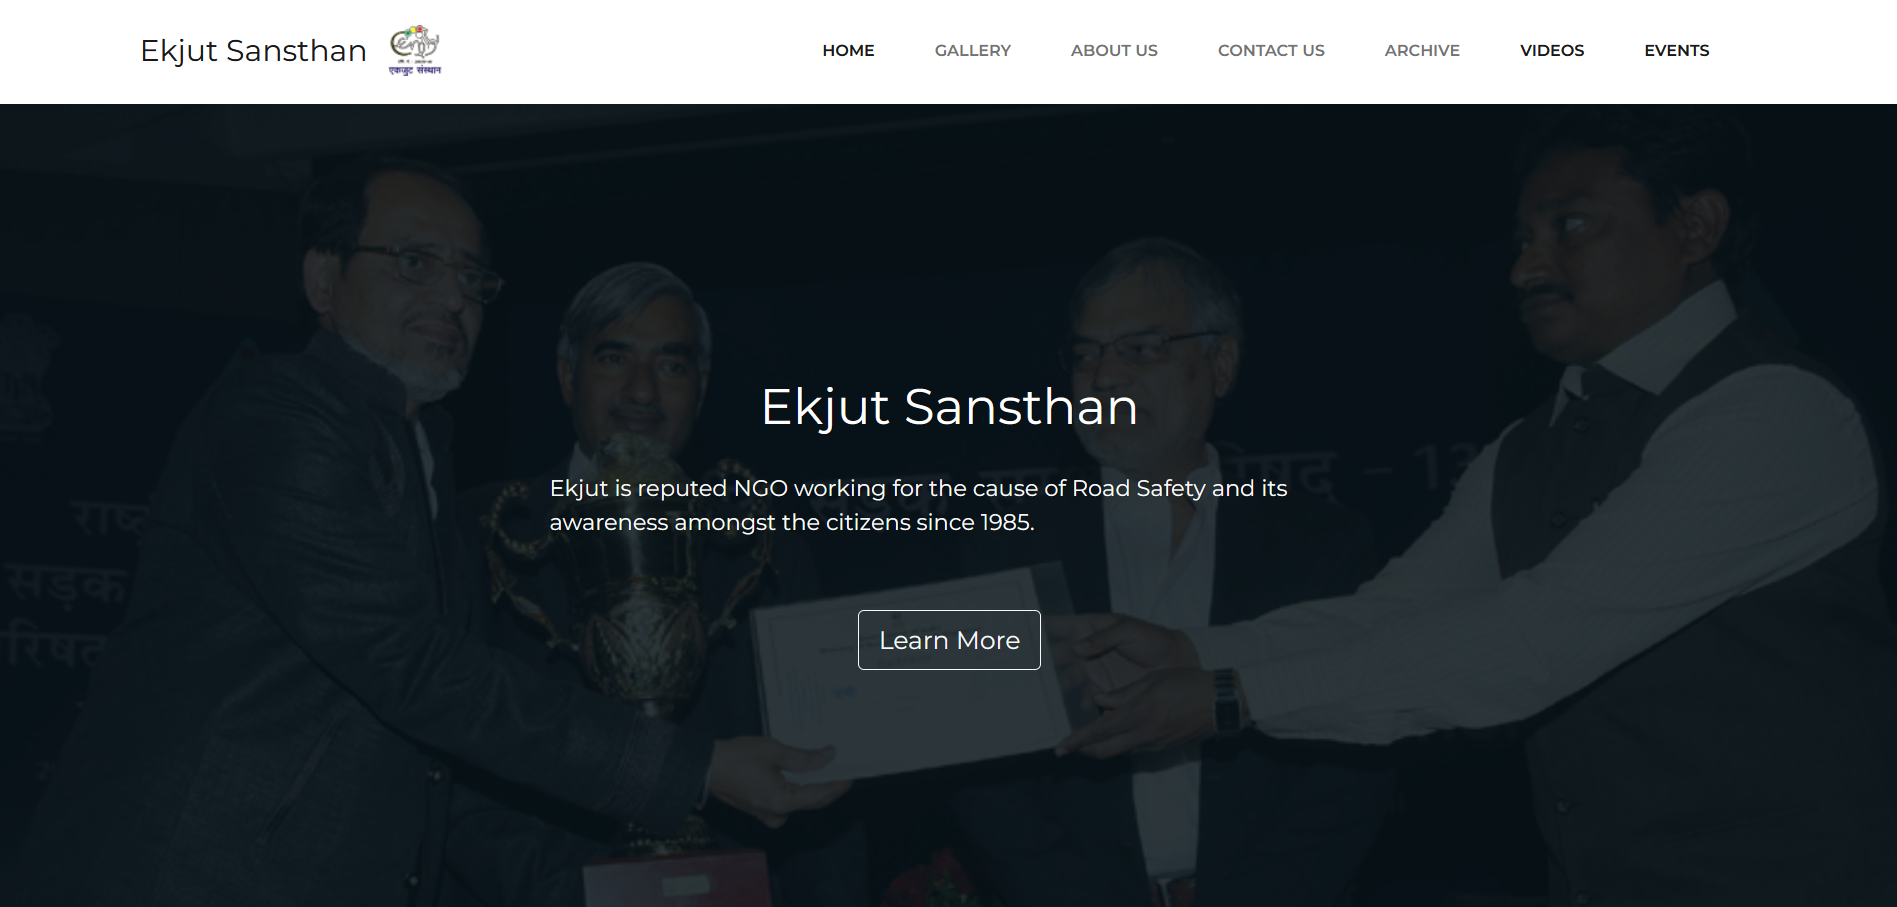 Ekjut Sansthan
एकजुट संस्थान
HOME GALLERY ABOUT US CONTACT US ARCHIVE VIDEOS EVENTS
Ekjut Sansthan
Ekjut is reputed NGO working for the cause of Road Safety and its
awareness amongst the citizens since 1985.
Learn More
सड़क